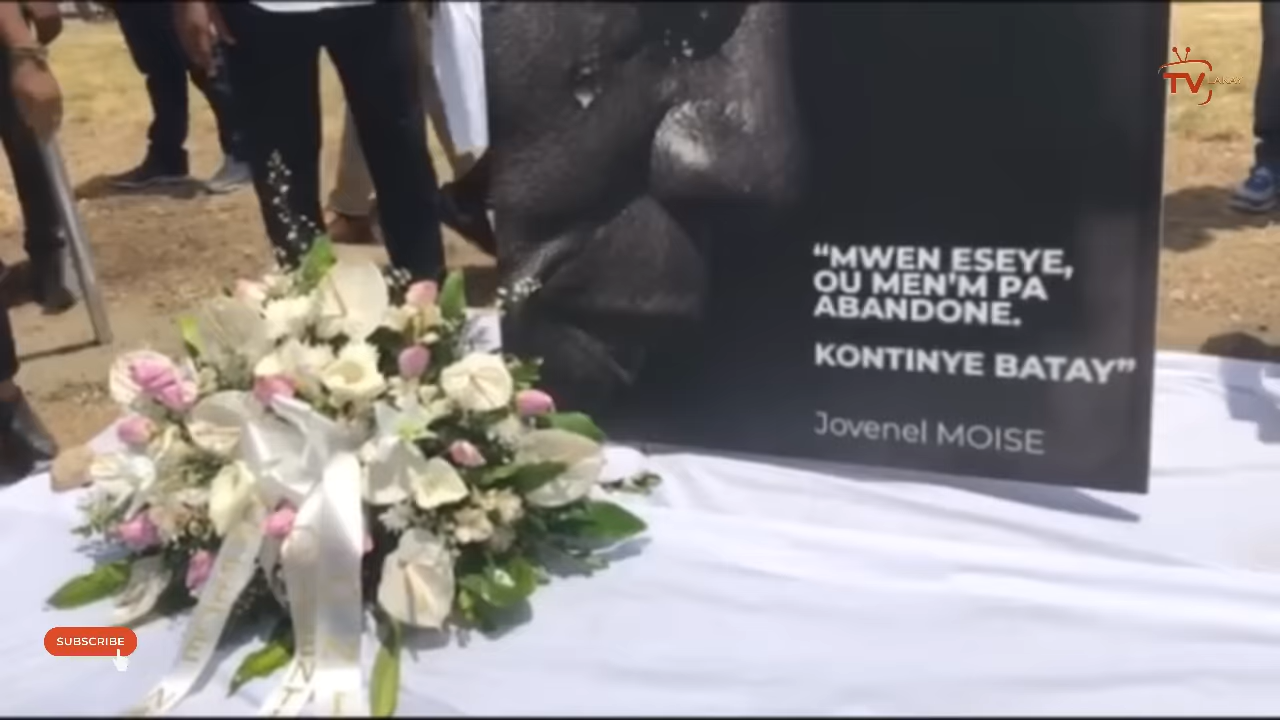 TV
“MWEN ESEYE,
OU MEN’M PA
ABANDONE.
KONTINYE BATAY”
Jovenel MOISE
SUBSCRIBE